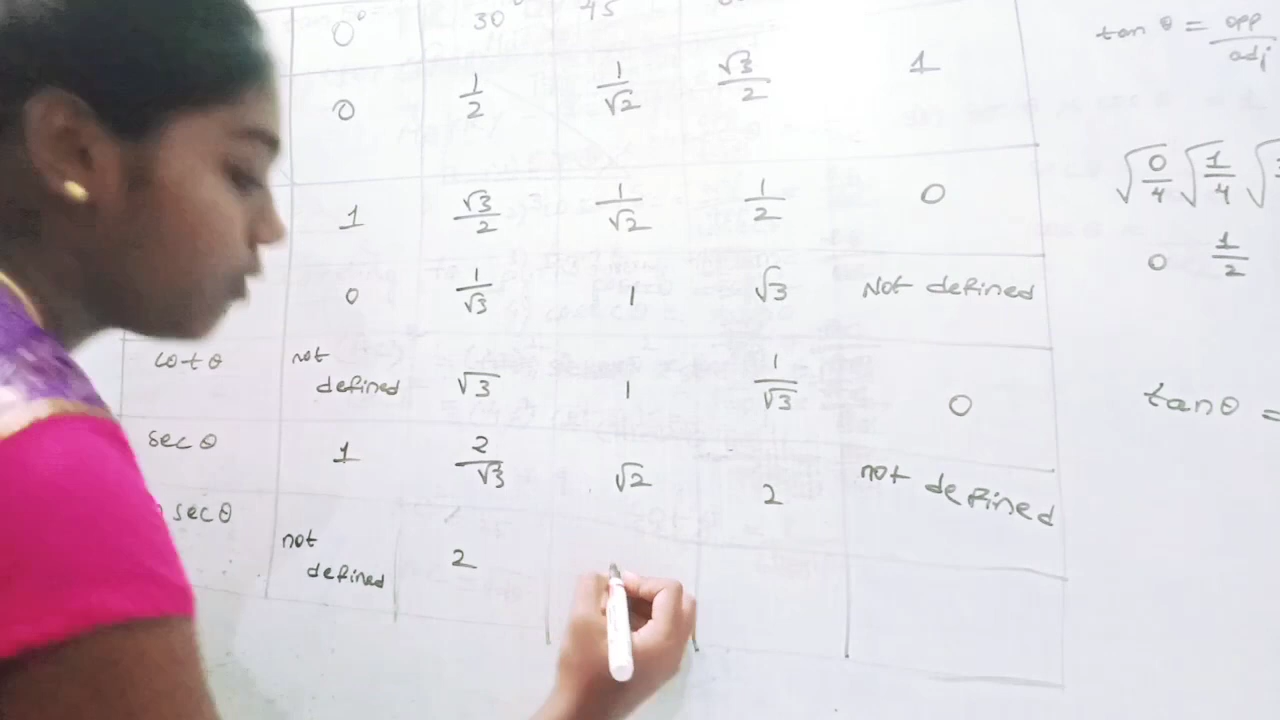 0° 30° 45
0 1/2 1/√2 √3/2 1
1 √3/2 1/√2 1/2 0
0 1/√3 1 √3 Not defined
cot θ not defined √3 1 1/√3 0
sec θ 1 2/√3 √2 2 not defined
sec θ not defined 2
tan θ = opp/adj
√0/4 √1/4
0 1/2
tan θ =